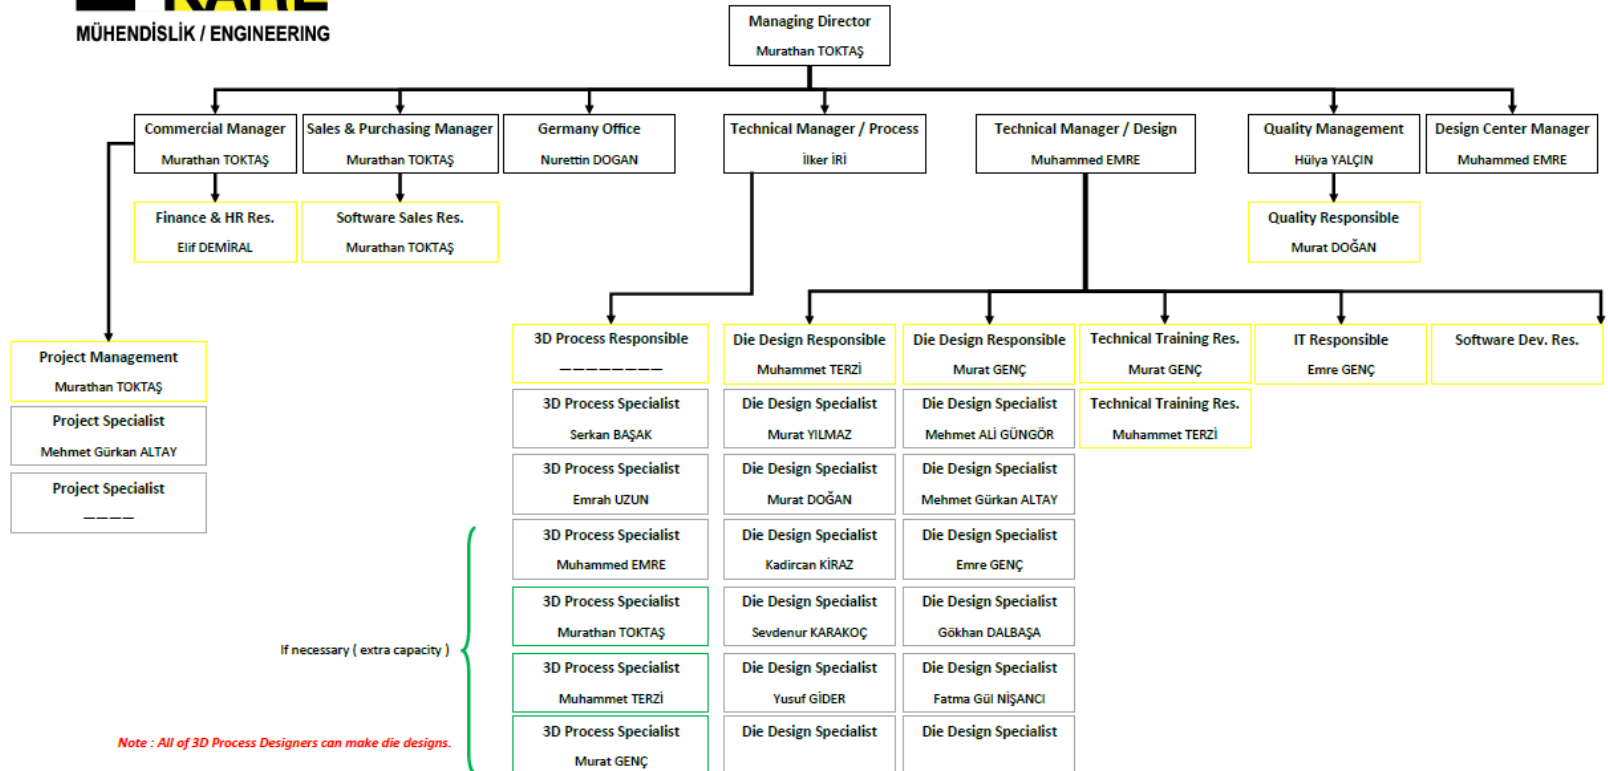 MÜHENDİSLİK / ENGINEERING
Managing Director
Murathan TOKTAŞ
Commercial Manager
Murathan TOKTAŞ
Sales & Purchasing Manager
Murathan TOKTAŞ
Germany Office
Nurettin DOGAN
Technical Manager / Process
İlker İRİ
Technical Manager / Design
Muhammed EMRE
Quality Management
Hülya YALÇIN
Design Center Manager
Muhammed EMRE
Finance & HR Res.
Elif DEMİRAL
Software Sales Res.
Murathan TOKTAŞ
Quality Responsible
Murat DOĞAN
Project Management
Murathan TOKTAŞ
Project Specialist
Mehmet Gürkan ALTAY
Project Specialist
————
3D Process Responsible
————————
3D Process Specialist
Serkan BAŞAK
3D Process Specialist
Emrah UZUN
3D Process Specialist
Muhammed EMRE
3D Process Specialist
Murathan TOKTAŞ
3D Process Specialist
Muhammet TERZİ
3D Process Specialist
Murat GENÇ
Die Design Responsible
Muhammet TERZİ
Die Design Specialist
Murat YILMAZ
Die Design Specialist
Murat DOĞAN
Die Design Specialist
Kadircan KİRAZ
Die Design Specialist
Sevdenur KARAKOÇ
Die Design Specialist
Yusuf GİDER
Die Design Specialist
Die Design Responsible
Murat GENÇ
Die Design Specialist
Mehmet ALİ GÜNGÖR
Die Design Specialist
Mehmet Gürkan ALTAY
Die Design Specialist
Emre GENÇ
Die Design Specialist
Gökhan DALBAŞA
Die Design Specialist
Fatma Gül NİŞANCI
Die Design Specialist
Technical Training Res.
Murat GENÇ
Technical Training Res.
Muhammet TERZİ
IT Responsible
Emre GENÇ
Software Dev. Res.
If necessary ( extra capacity )
Note : All of 3D Process Designers can make die designs.